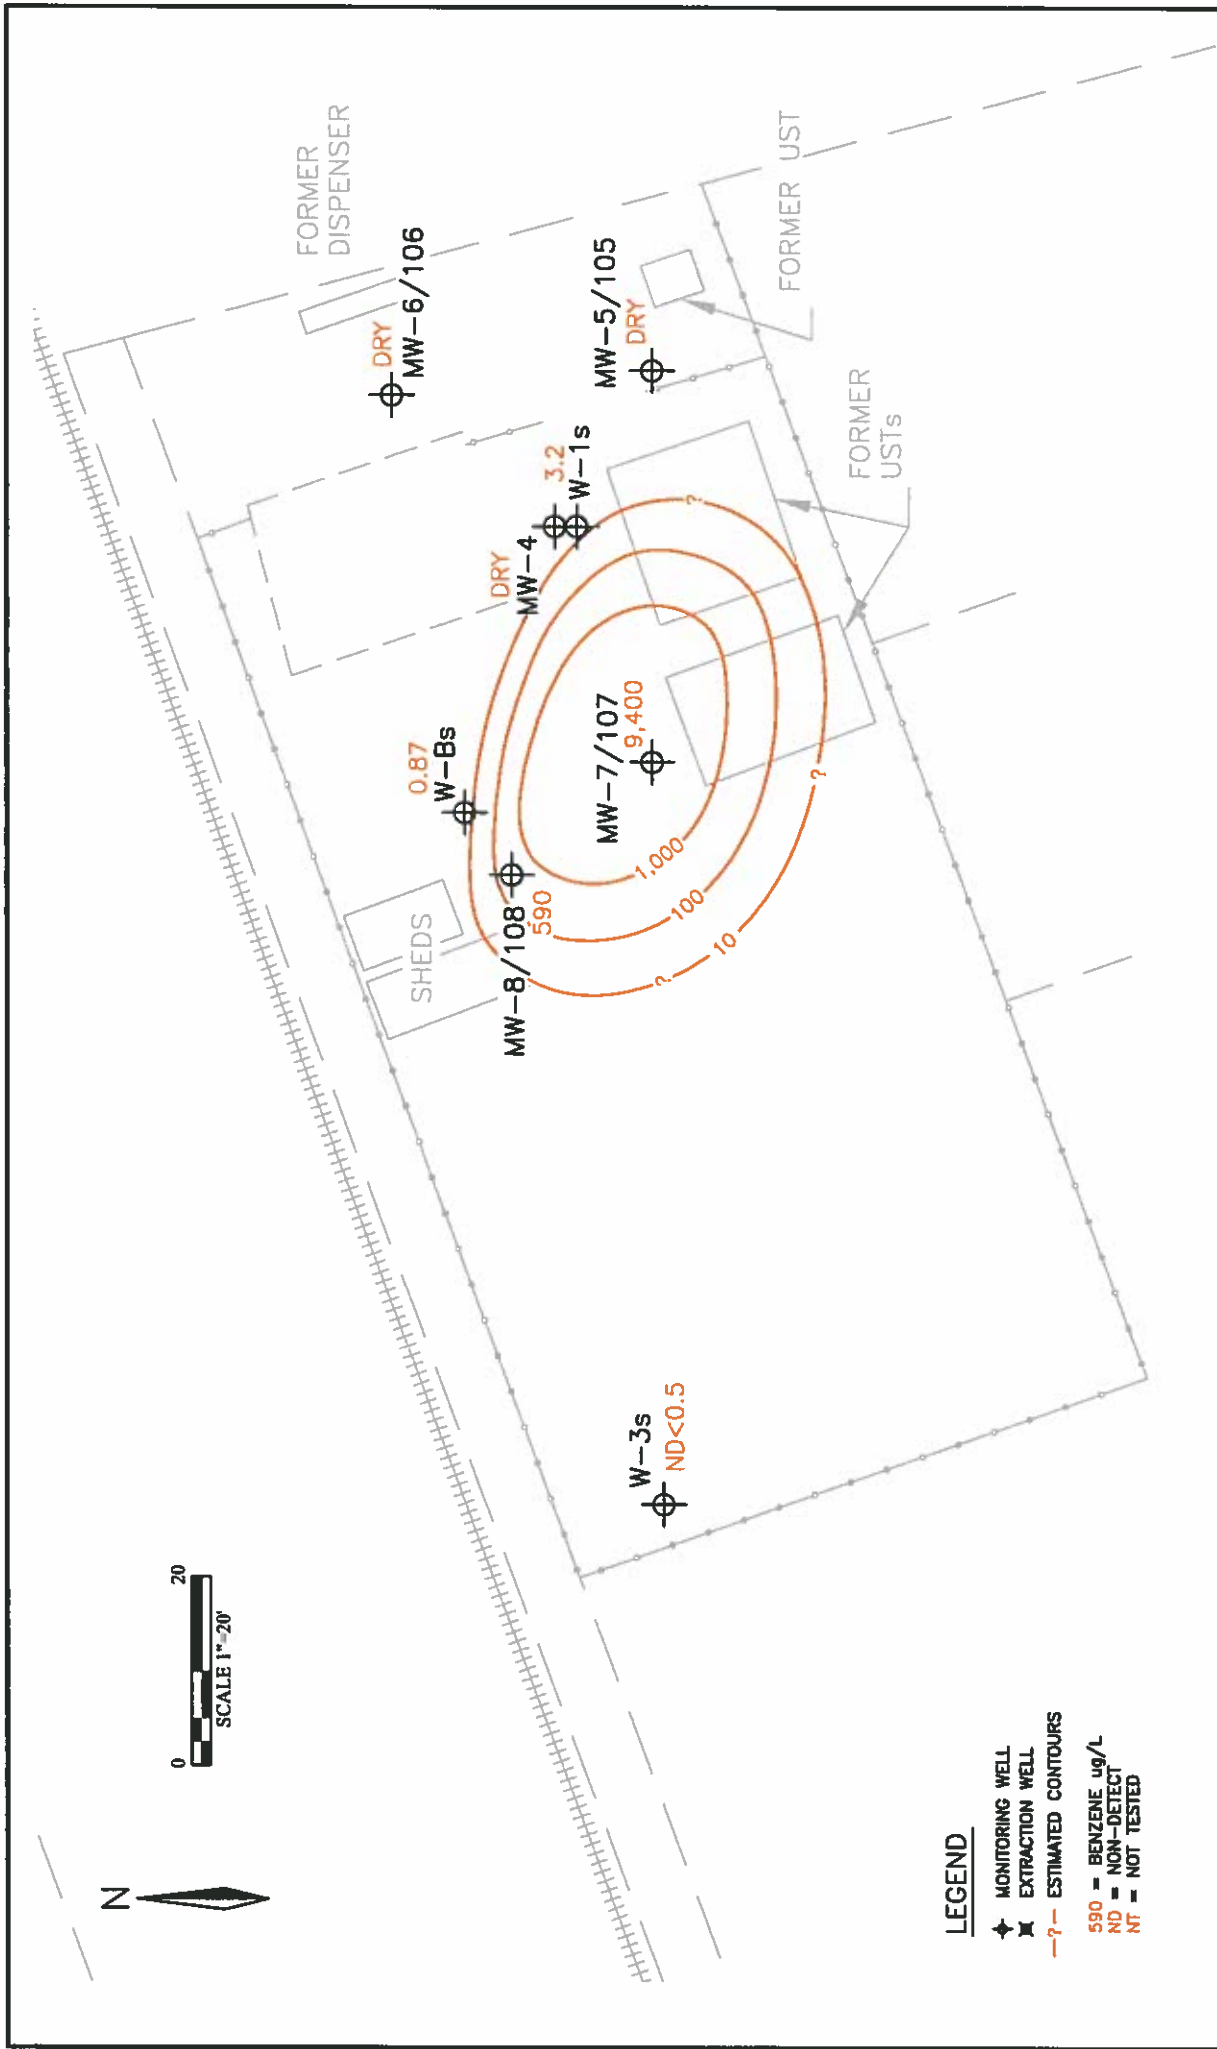 N
0
20
SCALE 1"=20'
FORMER
DISPENSER
DRY
MW-6/106
MW-5/105
DRY
FORMER UST
3.2
W-1s
DRY
MW-4
FORMER
USTs
0.87
W-Bs
MW-7/107
9,400
SHEDS
MW-8/108
590
1,000
100
10
?
?
?
W-3s
ND<0.5
LEGEND
MONITORING WELL
EXTRACTION WELL
—?— ESTIMATED CONTOURS
590 = BENZENE ug/L
ND = NON-DETECT
NT = NOT TESTED